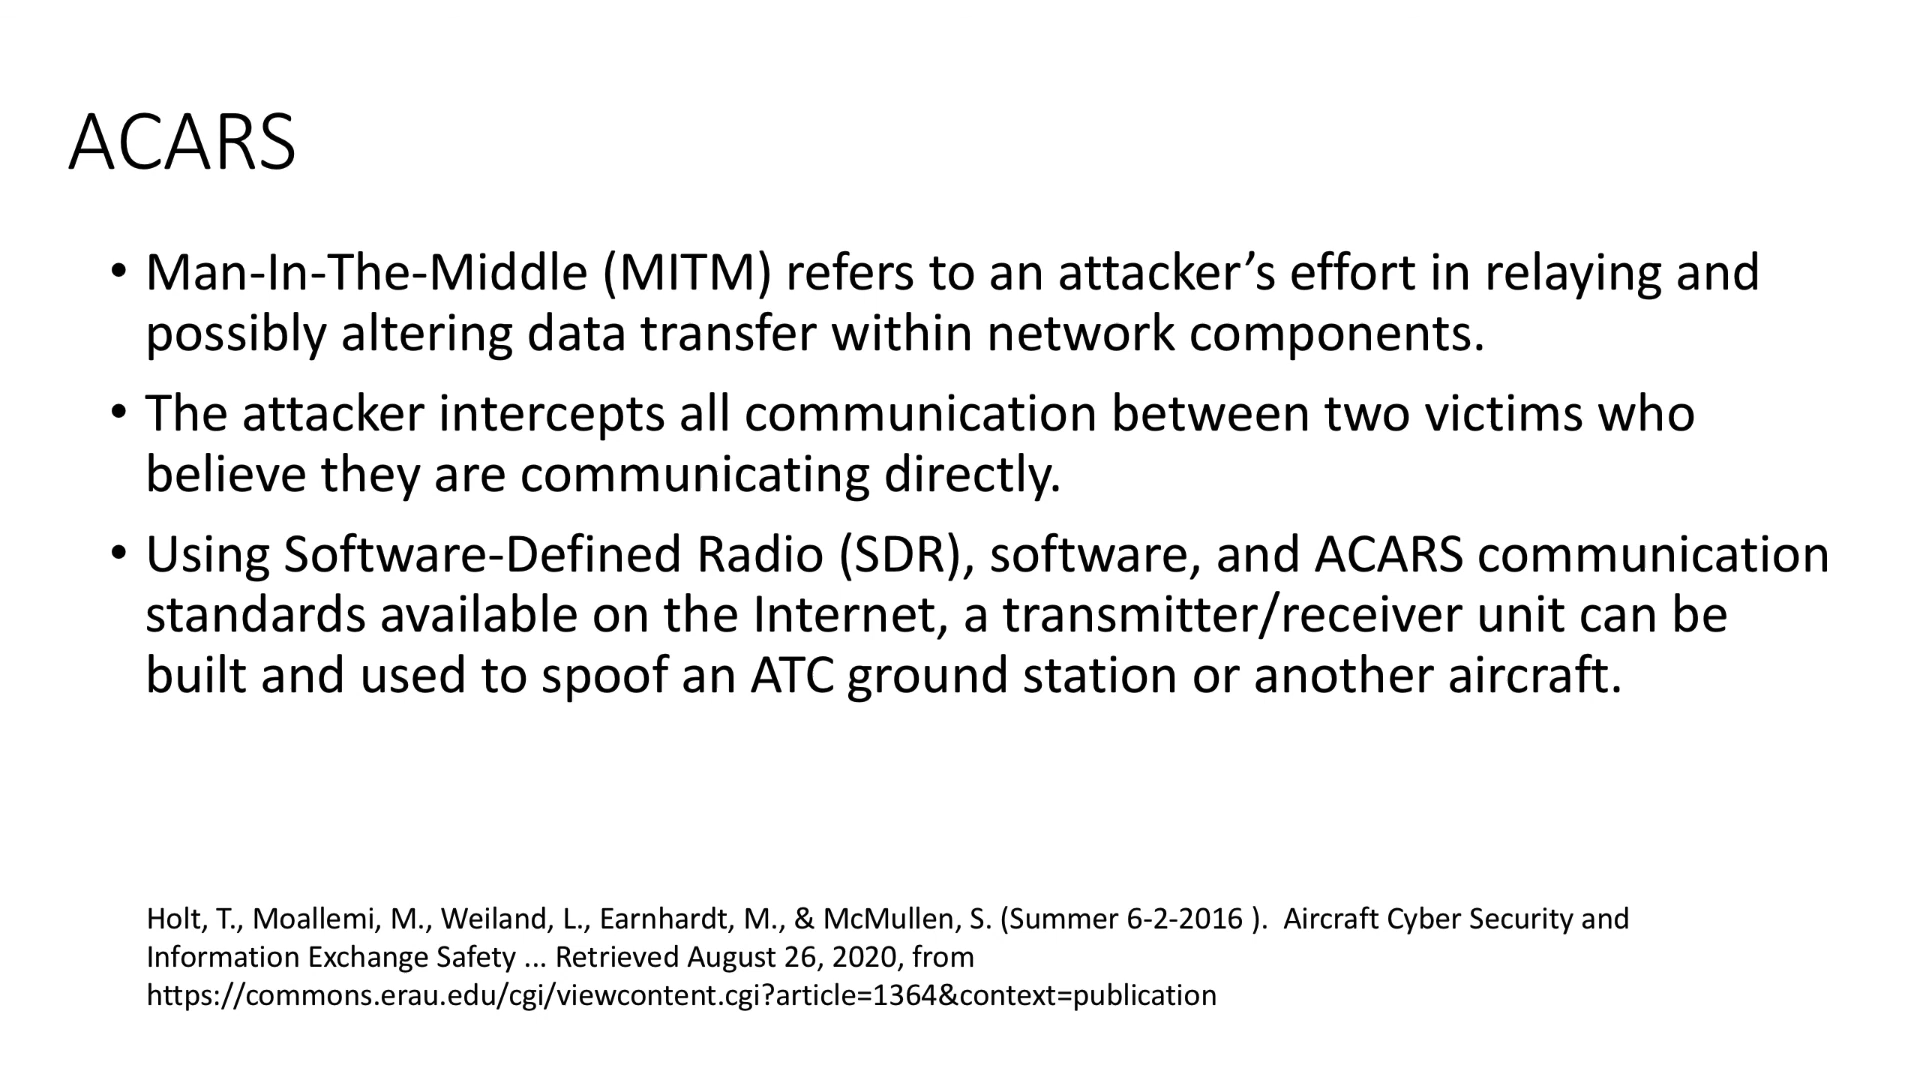 ACARS
• Man-In-The-Middle (MITM) refers to an attacker’s effort in relaying and
possibly altering data transfer within network components.
• The attacker intercepts all communication between two victims who
believe they are communicating directly.
• Using Software-Defined Radio (SDR), software, and ACARS communication
standards available on the Internet, a transmitter/receiver unit can be
built and used to spoof an ATC ground station or another aircraft.
Holt, T., Moallemi, M., Weiland, L., Earnhardt, M., & McMullen, S. (Summer 6-2-2016 ).  Aircraft Cyber Security and
Information Exchange Safety ... Retrieved August 26, 2020, from
https://commons.erau.edu/cgi/viewcontent.cgi?article=1364&context=publication